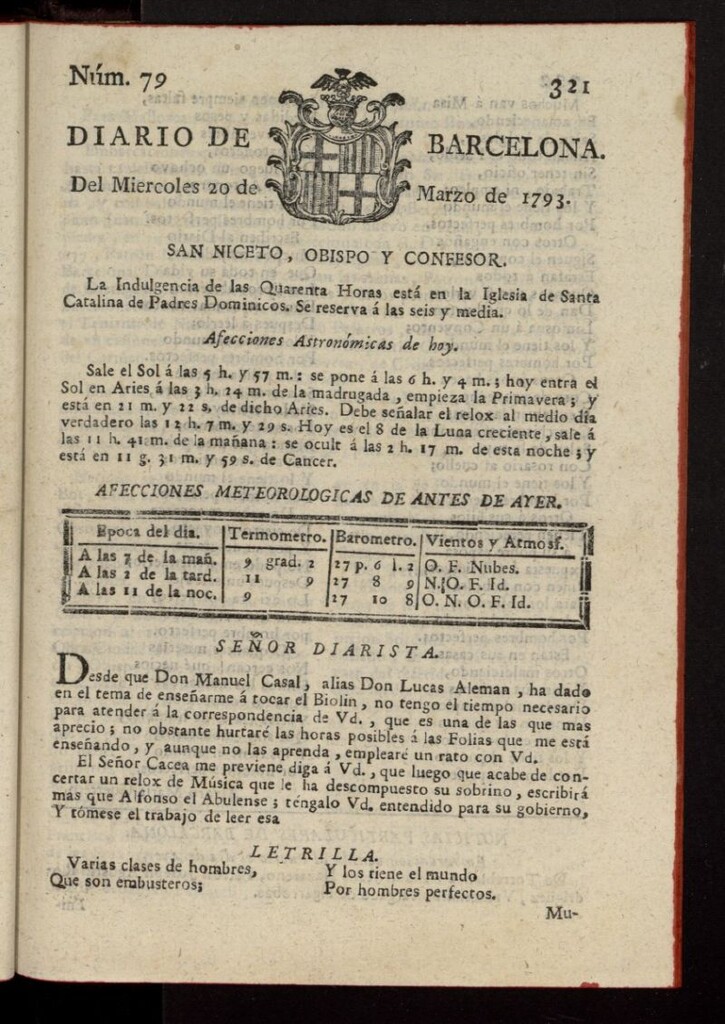 Núm. 79
321
DIARIO DE BARCELONA.
Del Miercoles 20 de Marzo de 1793.
SAN NICETO, OBISPO Y CONFESOR.
La Indulgencia de las Quarenta Horas está en la Iglesia de Santa
Catalina de Padres Dominicos. Se reserva á las seis y media.
Afecciones Astronómicas de hoy.
Sale el Sol á las 5 h. y 57 m.: se pone á las 6 h. y 4 m.; hoy entra el
Sol en Aries á las 3 h. 24 m. de la madrugada, empieza la Primavera; y
está en 21 m. y 22 s. de dicho Aries. Debe señalar el relox al medio dia
verdadero las 12 h. 7 m. y 29 s. Hoy es el 8 de la Luna creciente, sale á
las 11 h. 41 m. de la mañana: se ocult á las 2 h. 17 m. de esta noche; y
está en 11 g. 31 m. y 59 s. de Cancer.
AFECCIONES METEOROLOGICAS DE ANTES DE AYER.
Epoca del dia. Termometro. Barometro. Vientos y Atmosf.
A las 7 de la mañ. 9 grad. 2 27 p. 6 l. 2 O. F. Nubes.
A las 2 de la tard. 11 9 27 8 9 N. O. F. Id.
A las 11 de la noc. 9 27 10 8 O. N. O. F. Id.
SEÑOR DIARISTA.
Desde que Don Manuel Casal, alias Don Lucas Aleman, ha dado
en el tema de enseñarme á tocar el Biolin, no tengo el tiempo necesario
para atender á la correspondencia de Vd., que es una de las que mas
aprecio; no obstante hurtaré las horas posibles á las Folias que me está
enseñando, y aunque no las aprenda, emplearé un rato con Vd.
El Señor Cacea me previene diga á Vd., que luego que acabe de con-
certar un relox de Música que le ha descompuesto su sobrino, escribirá
más que Alfonso el Abulense; téngalo Vd. entendido para su gobierno,
Y tómese el trabajo de leer esa
LETRILLA.
Varias clases de hombres,
Que son embusteros;
Y los tiene el mundo
Por hombres perfectos.
Mu-